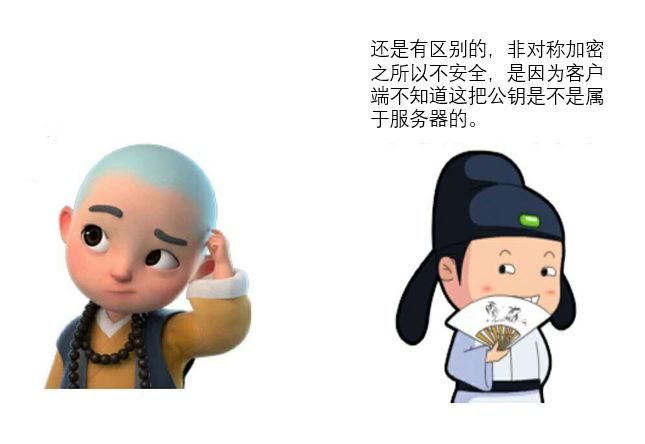 还是有区别的，非对称加密
之所以不安全，是因为客户
端不知道这把公钥是不是属
于服务器的。